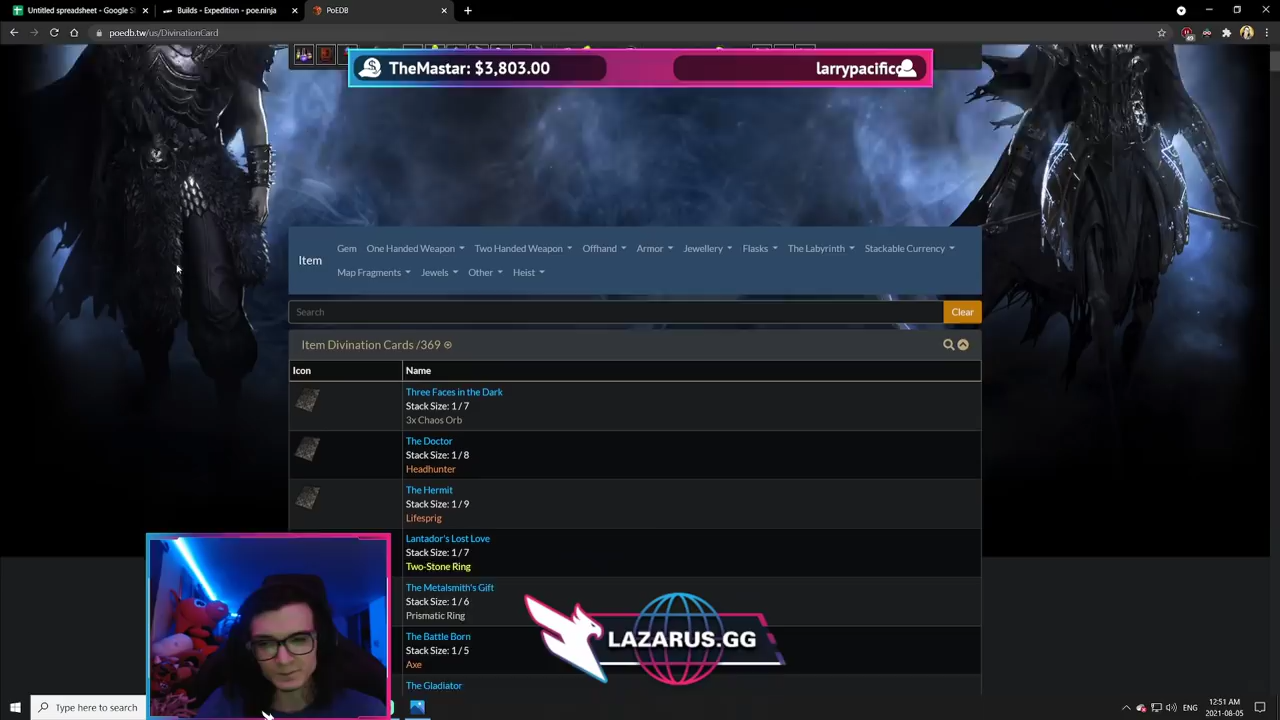 Untitled spreadsheet - Google S
Builds - Expedition - poe.ninja
PoEDB
poedb.tw/us/DivinationCard
TheMastar: $3,803.00
larrypacific
Item
Gem One Handed Weapon Two Handed Weapon Offhand Armor Jewellery Flasks The Labyrinth Stackable Currency
Map Fragments Jewels Other Heist
Search
Clear
Item Divination Cards /369
Icon
Name
Three Faces in the Dark
Stack Size: 1 / 7
3x Chaos Orb
The Doctor
Stack Size: 1 / 8
Headhunter
The Hermit
Stack Size: 1 / 9
Lifesprig
Lantador's Lost Love
Stack Size: 1 / 7
Two-Stone Ring
The Metalsmith's Gift
Stack Size: 1 / 6
Prismatic Ring
The Battle Born
Stack Size: 1 / 5
Axe
The Gladiator
LAZARUS.GG
Type here to search
ENG
12:51 AM
2021-08-05